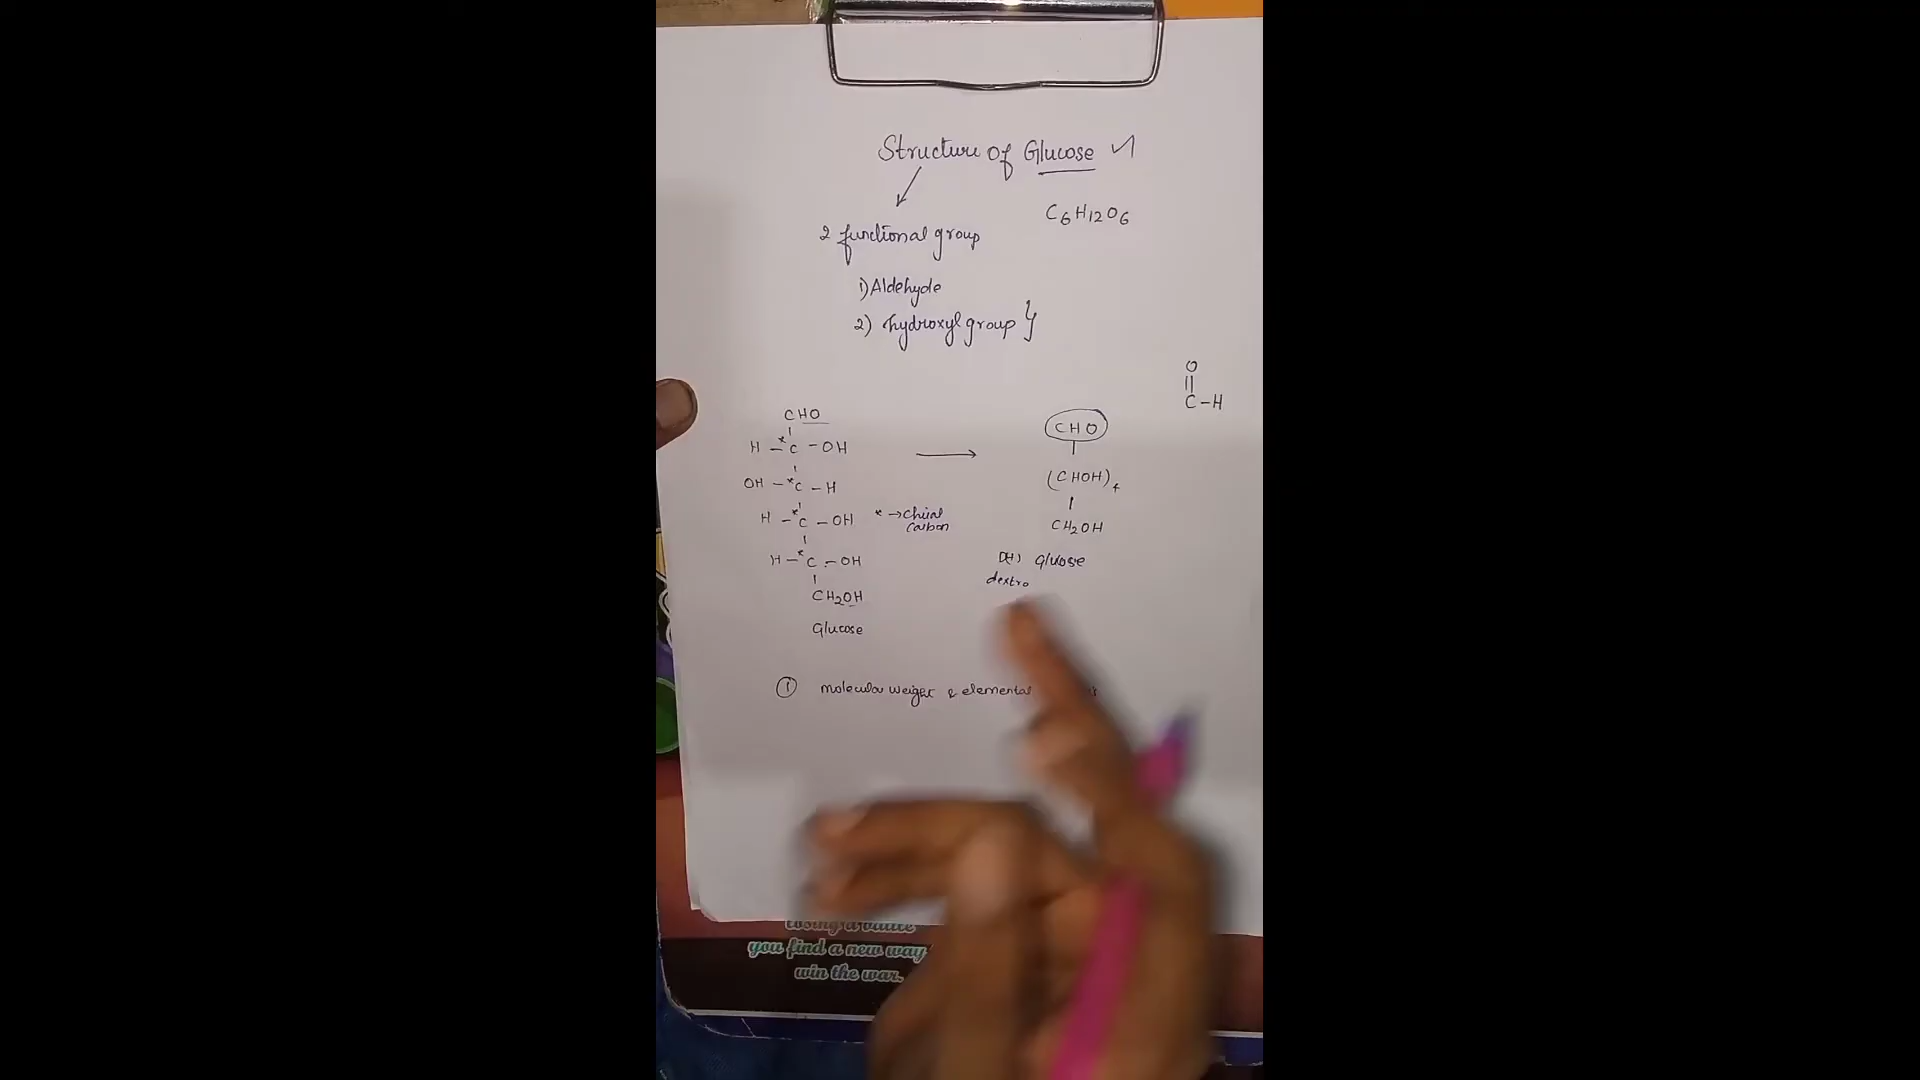 Structure of Glucose
C6H12O6
2 functional group
1) Aldehyde
2) hydroxyl group }
O
||
C-H
CHO
H - *C - OH
OH - *C - H
H - *C - OH
H - *C - OH
CH2OH
Glucose
* → Chiral
Carbon
→
CHO
(CHOH)4
CH2OH
D(+) Glucose
dextro
① molecular weight & elemental
you find a new way
win the war.